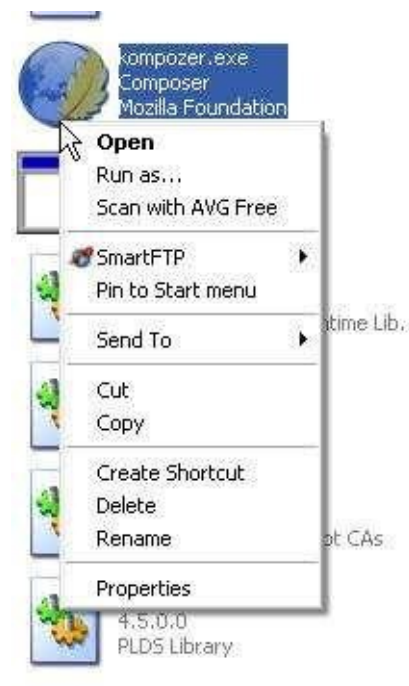 kompozer.exe
Composer
Mozilla Foundation
Open
Run as...
Scan with AVG Free
SmartFTP
Pin to Start menu
ntime Lib.
Send To
Cut
Copy
Create Shortcut
Delete
Rename
ot CAs
Properties
4.5.0.0
PLDS Library